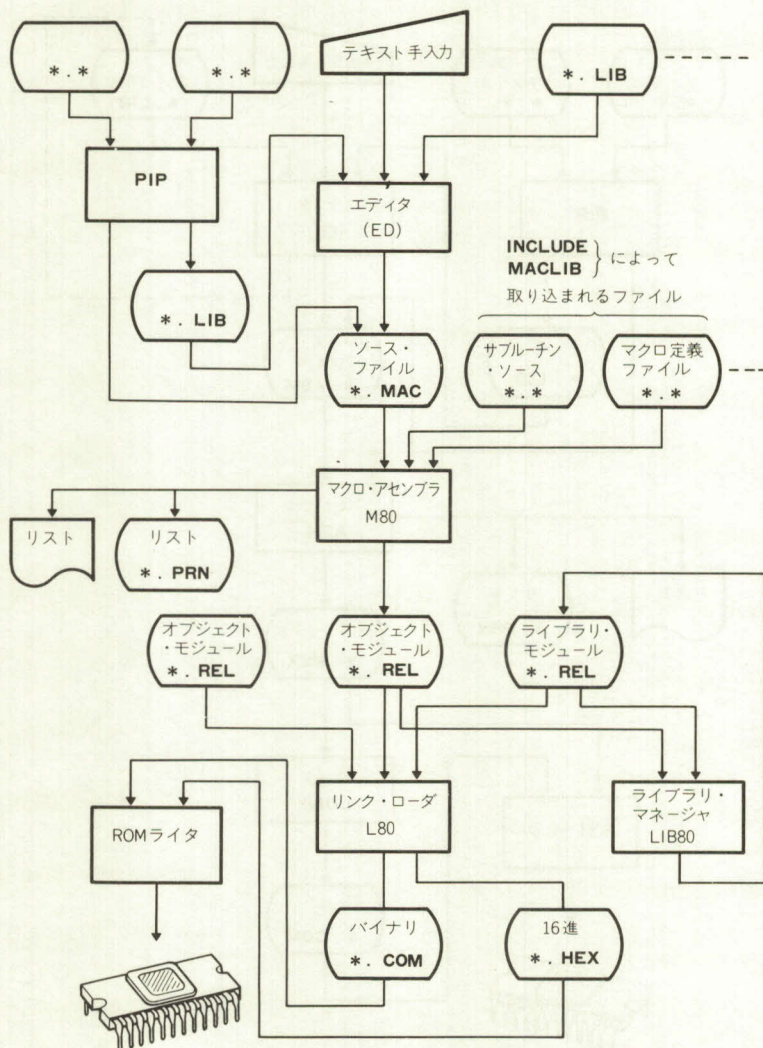 *.*
*.*
テキスト手入力
*. LIB
PIP
エディタ
(ED)
*. LIB
INCLUDE
MACLIB
によって
取り込まれるファイル
ソース・
ファイル
*. MAC
サブルーチン
・ソース
*.*
マクロ定義
ファイル
*.*
マクロ・アセンブラ
M80
リスト
リスト
*. PRN
オブジェクト
・モジュール
*. REL
オブジェクト
・モジュール
*. REL
ライブラリ・
モジュール
*. REL
ROMライタ
リンク・ローダ
L80
ライブラリ・
マネージャ
LIB80
バイナリ
*. COM
16進
*. HEX